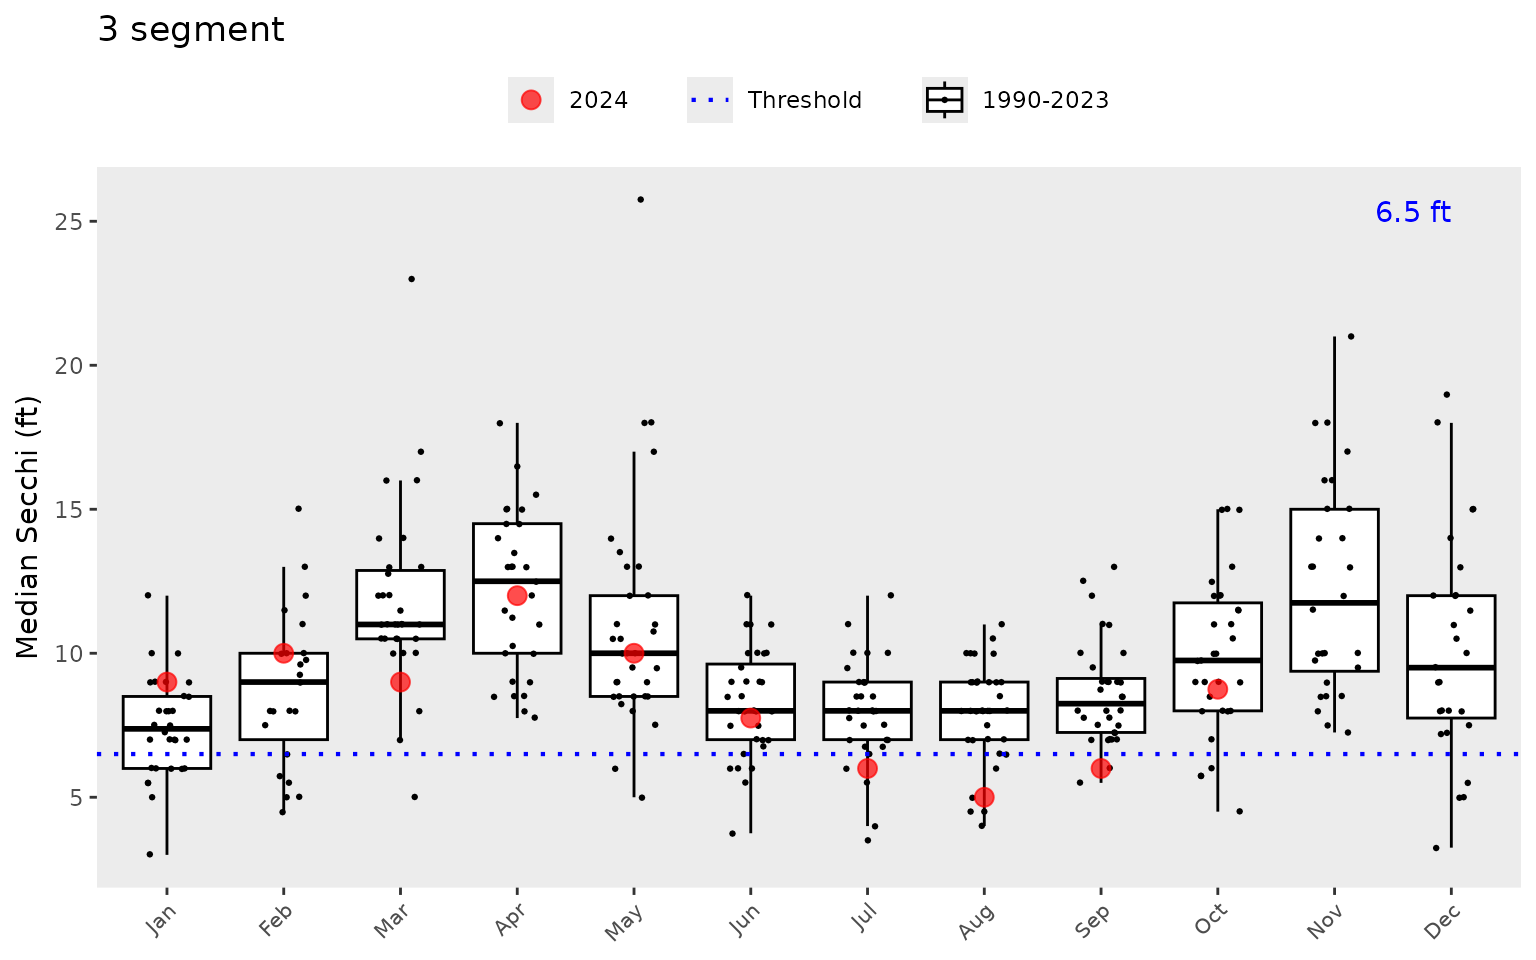 3 segment
2024
Threshold
1990-2023
6.5 ft
Median Secchi (ft)
25
20
15
10
5
Jan
Feb
Mar
Apr
May
Jun
Jul
Aug
Sep
Oct
Nov
Dec